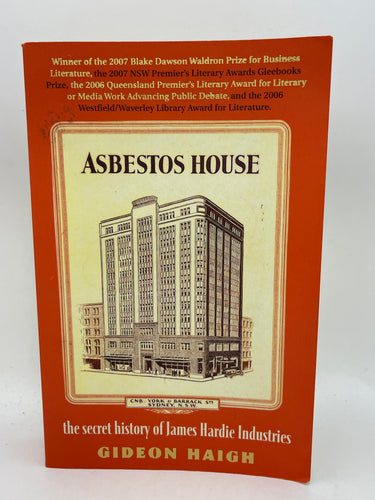 Winner of the 2007 Blake Dawson Waldron Prize for Business
Literature, the 2007 NSW Premier's Literary Awards Gleebooks
Prize, the 2006 Queensland Premier's Literary Award for Literary
or Media Work Advancing Public Debate, and the 2006
Westfield/Waverley Library Award for Literature.
ASBESTOS HOUSE
CNR. YORK & BARRACK STS.
SYDNEY, N.S.W.
the secret history of James Hardie Industries
GIDEON HAIGH